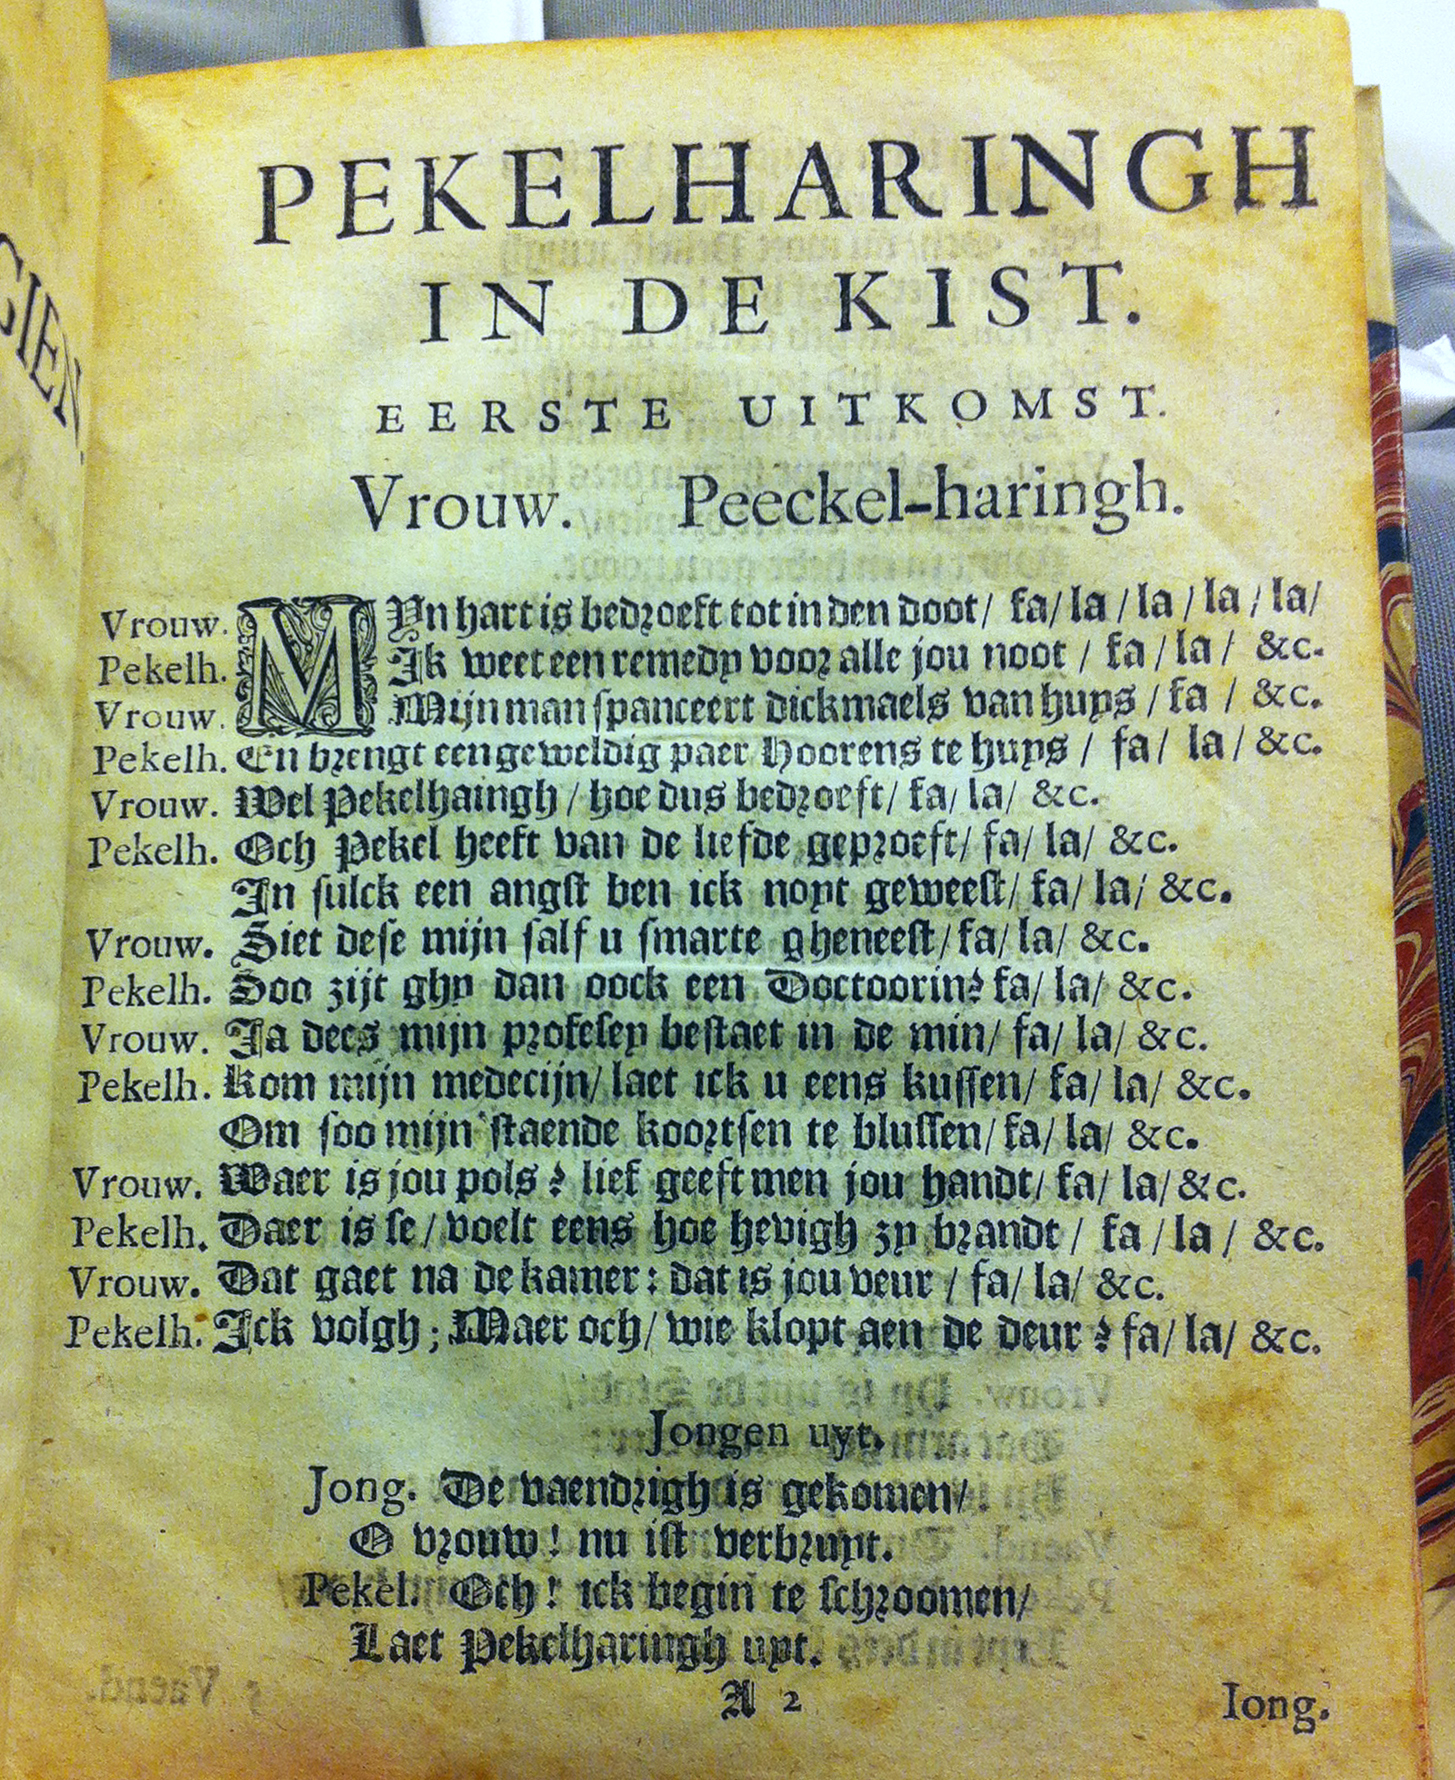 CIEN.
PEKELHARINGH
IN DE KIST.
EERSTE UITKOMST.
Vrouw. Peeckel-haringh.
Vrouw. MYn hart is bedroeft tot in den doot/ fa/ la / la / la / la/
Pekelh. Ik weet een remedy voor alle jou noot / fa / la / &c.
Vrouw. Mijn man spanceert dickmaels van huys / fa / &c.
Pekelh. En brengt een geweldig paer Hoorens te huys / fa/ la / &c.
Vrouw. Wel Pekelhaingh / hoe dus bedroeft/ fa/ la/ &c.
Pekelh. Och Pekel heeft van de liefde geproeft/ fa/ la/ &c.
In sulck een angst ben ick noyt geweest/ fa/ la/ &c.
Vrouw. Siet dese mijn salf u smarte gheneest/ fa/ la/ &c.
Pekelh. Soo zijt ghy dan oock een Doctoorin? fa/ la/ &c.
Vrouw. Ja dees mijn profesey bestaet in de min/ fa/ la/ &c.
Pekelh. Kom mijn medecijn/ laet ick u eens kussen/ fa/ la/ &c.
Om soo mijn staende koortsen te blussen/ fa/ la/ &c.
Vrouw. Waer is jou pols? lief geeft men jou handt/ fa/ la/ &c.
Pekelh. Daer is se/ voelt eens hoe hevigh zy brandt / fa / la / &c.
Vrouw. Dat gaet na de kamer: dat is jou veur / fa/ la/ &c.
Pekelh. Ick volgh; Maer och/ wie klopt aen de deur? fa/ la/ &c.
Jongen uyt.
Jong. De vaendrigh is gekomen/
O vrouw! nu ist verbruyt.
Pekel. Och! ick begin te schroomen/
Laet Pekelharingh uyt.
A 2 Iong.